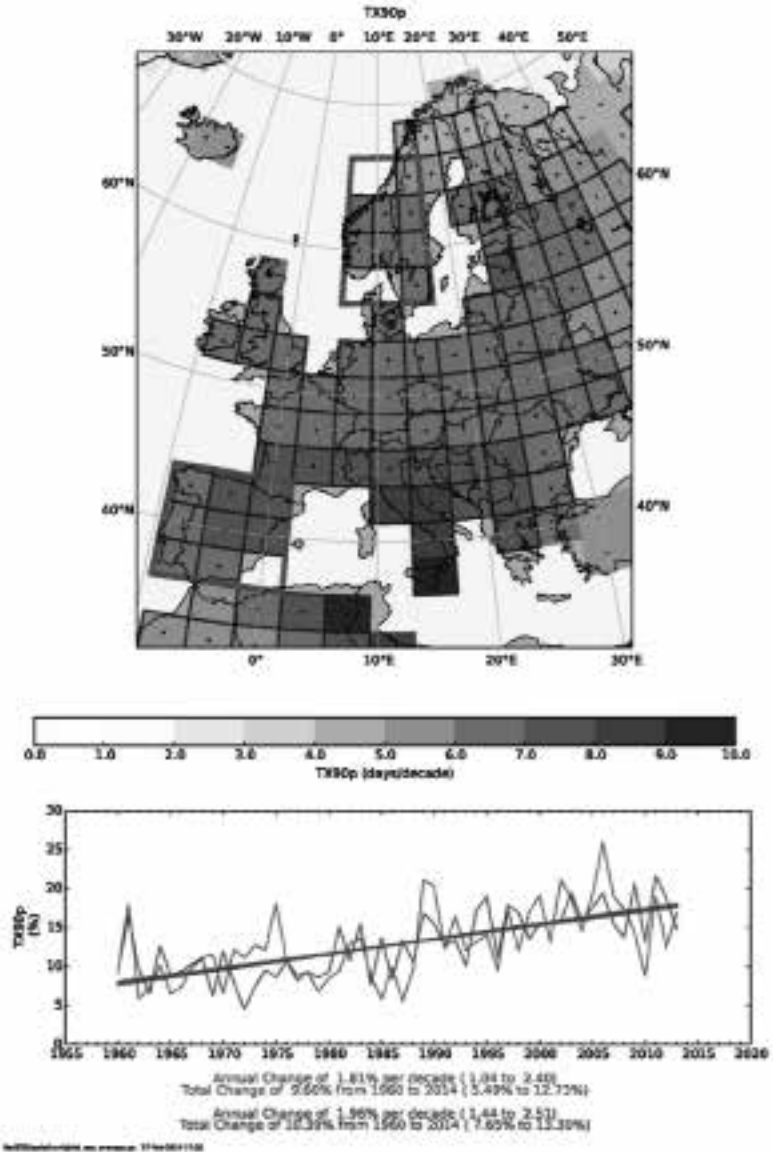 TX90p
30°W 20°W 10°W 0° 10°E 20°E 30°E 40°E 50°E
60°N 60°N
50°N 50°N
40°N 40°N
0° 10°E 20°E 30°E
0.0 1.0 2.0 3.0 4.0 5.0 6.0 7.0 8.0 9.0 10.0
TX90p (days/decade)
30
25
20
15
10
5
0
TX90p
(%)
1955 1960 1965 1970 1975 1980 1985 1990 1995 2000 2005 2010 2015 2020
Annual Change of 1.81% per decade ( 1.04 to 2.40)
Total Change of 9.60% from 1960 to 2014 ( 5.49% to 12.73%)
Annual Change of 1.96% per decade ( 1.44 to 2.51)
Total Change of 10.39% from 1960 to 2014 ( 7.65% to 13.30%)